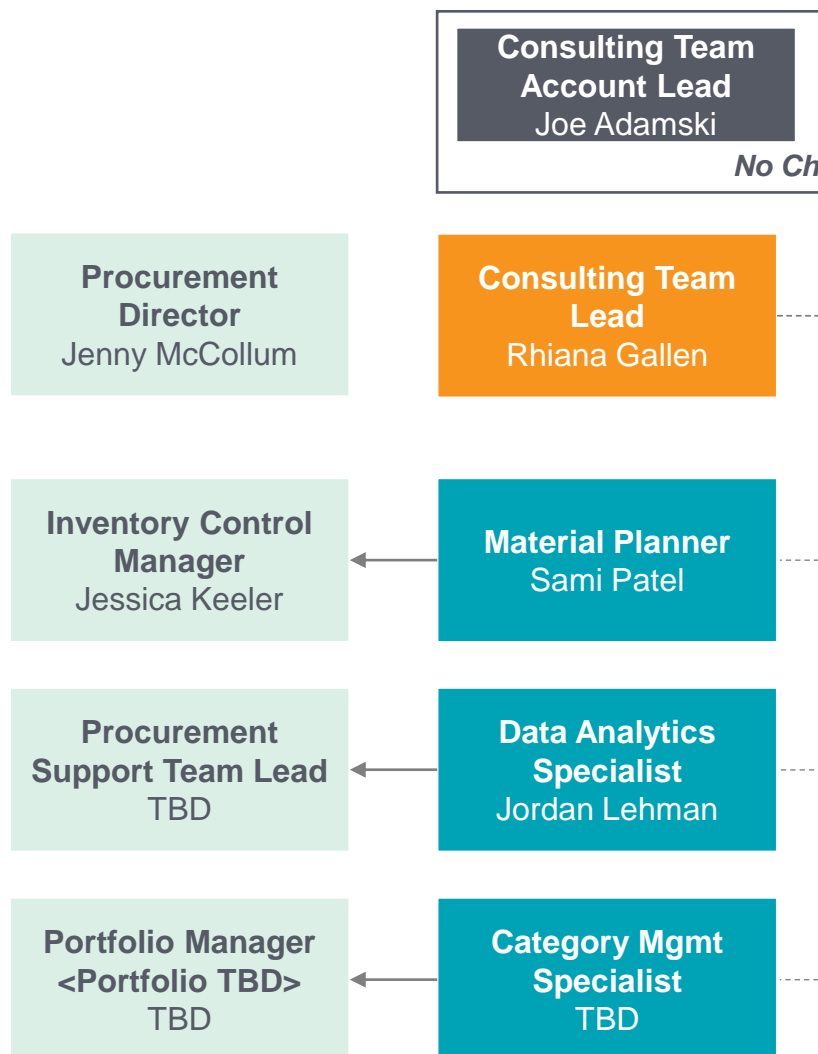 Consulting Team
Account Lead
Joe Adamski
No Ch
Procurement
Director
Jenny McCollum
Consulting Team
Lead
Rhiana Gallen
Inventory Control
Manager
Jessica Keeler
Material Planner
Sami Patel
Procurement
Support Team Lead
TBD
Data Analytics
Specialist
Jordan Lehman
Portfolio Manager
<Portfolio TBD>
TBD
Category Mgmt
Specialist
TBD